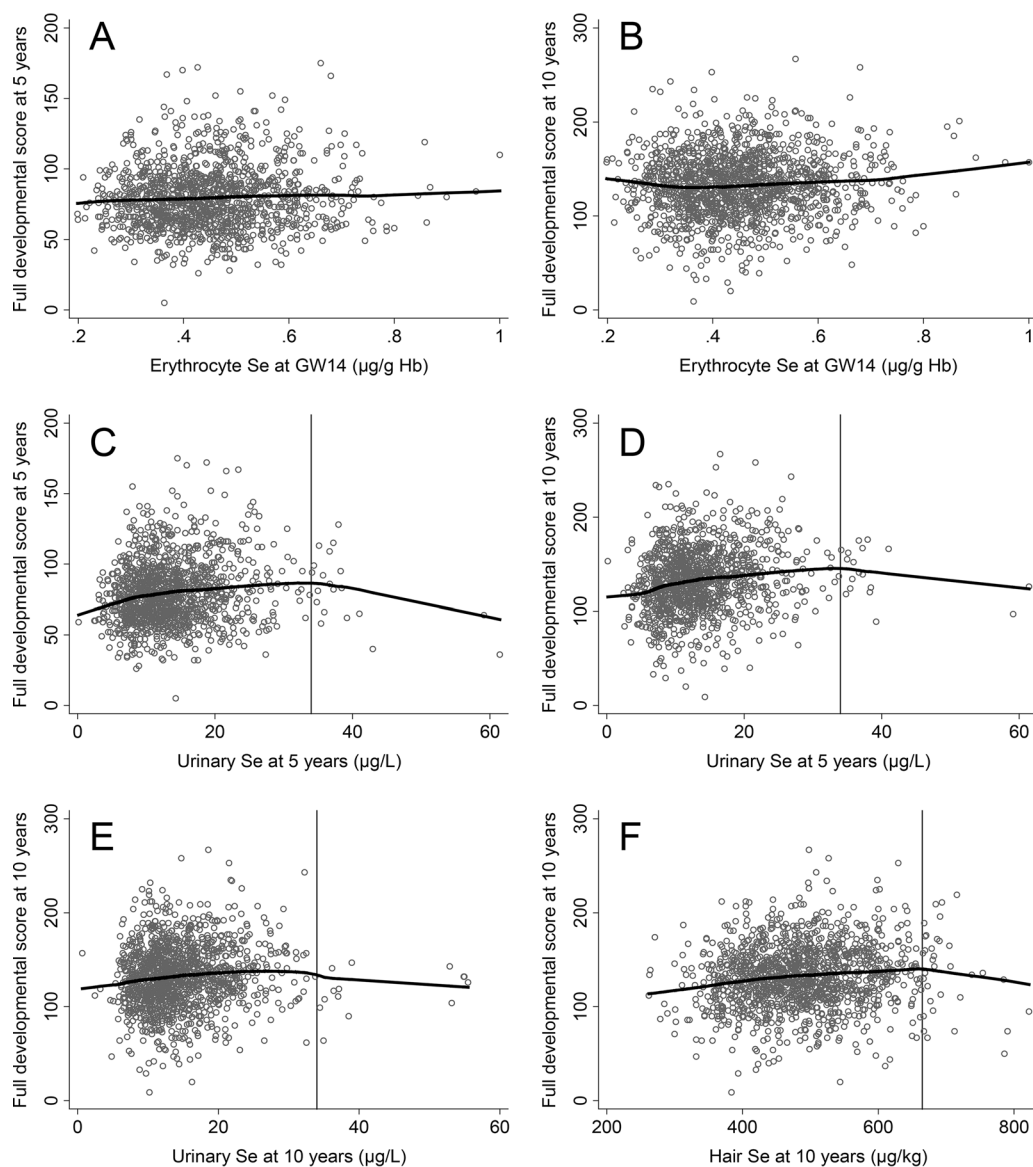 A
Full developmental score at 5 years
200
150
100
50
0
.2
.4
.6
.8
1
Erythrocyte Se at GW14 (µg/g Hb)
B
Full developmental score at 10 years
300
200
100
0
.2
.4
.6
.8
1
Erythrocyte Se at GW14 (µg/g Hb)
C
Full developmental score at 5 years
200
150
100
50
0
0
20
40
60
Urinary Se at 5 years (µg/L)
D
Full developmental score at 10 years
300
200
100
0
0
20
40
60
Urinary Se at 5 years (µg/L)
E
Full developmental score at 10 years
300
200
100
0
0
20
40
60
Urinary Se at 10 years (µg/L)
F
Full developmental score at 10 years
300
200
100
0
200
400
600
800
Hair Se at 10 years (µg/kg)